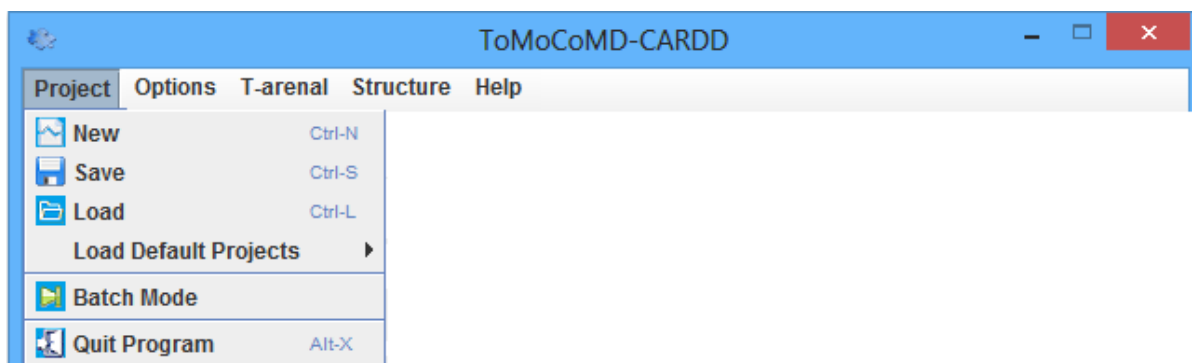 ToMoCoMD-CARDD
Project Options T-arenal Structure Help
New Ctrl-N
Save Ctrl-S
Load Ctrl-L
Load Default Projects
Batch Mode
Quit Program Alt-X